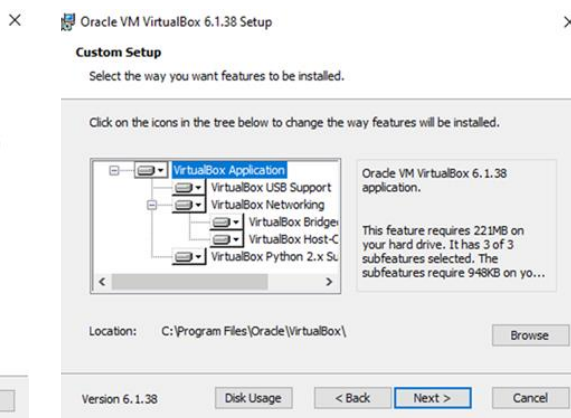 Oracle VM VirtualBox 6.1.38 Setup
Custom Setup
Select the way you want features to be installed.
Click on the icons in the tree below to change the way features will be installed.
VirtualBox Application
VirtualBox USB Support
VirtualBox Networking
VirtualBox Bridge
VirtualBox Host-C
VirtualBox Python 2.x Su
Oracle VM VirtualBox 6.1.38
application.
This feature requires 221MB on
your hard drive. It has 3 of 3
subfeatures selected. The
subfeatures require 948KB on yo...
Location: C:\Program Files\Oracle\VirtualBox\
Browse
Version 6.1.38
Disk Usage
< Back
Next >
Cancel